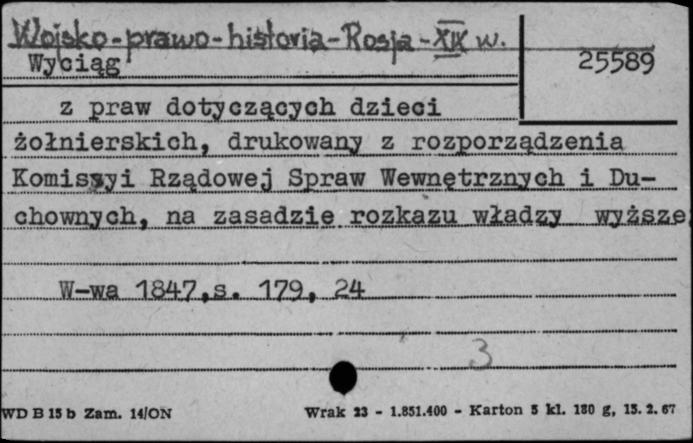 Wojsko-prawo-historia-Rosja-XIX w.
Wyciąg
25589
z praw dotyczących dzieci
żołnierskich, drukowany z rozporządzenia
Komissyi Rządowej Spraw Wewnętrznych i Du-
chownych, na zasadzie rozkazu władzy wyższe
W-wa 1847,s. 179, 24
3
WD B 15 b Zam. 14/ON
Wrak 23 - 1.851.400 - Karton 5 kl. 180 g, 15. 2. 67